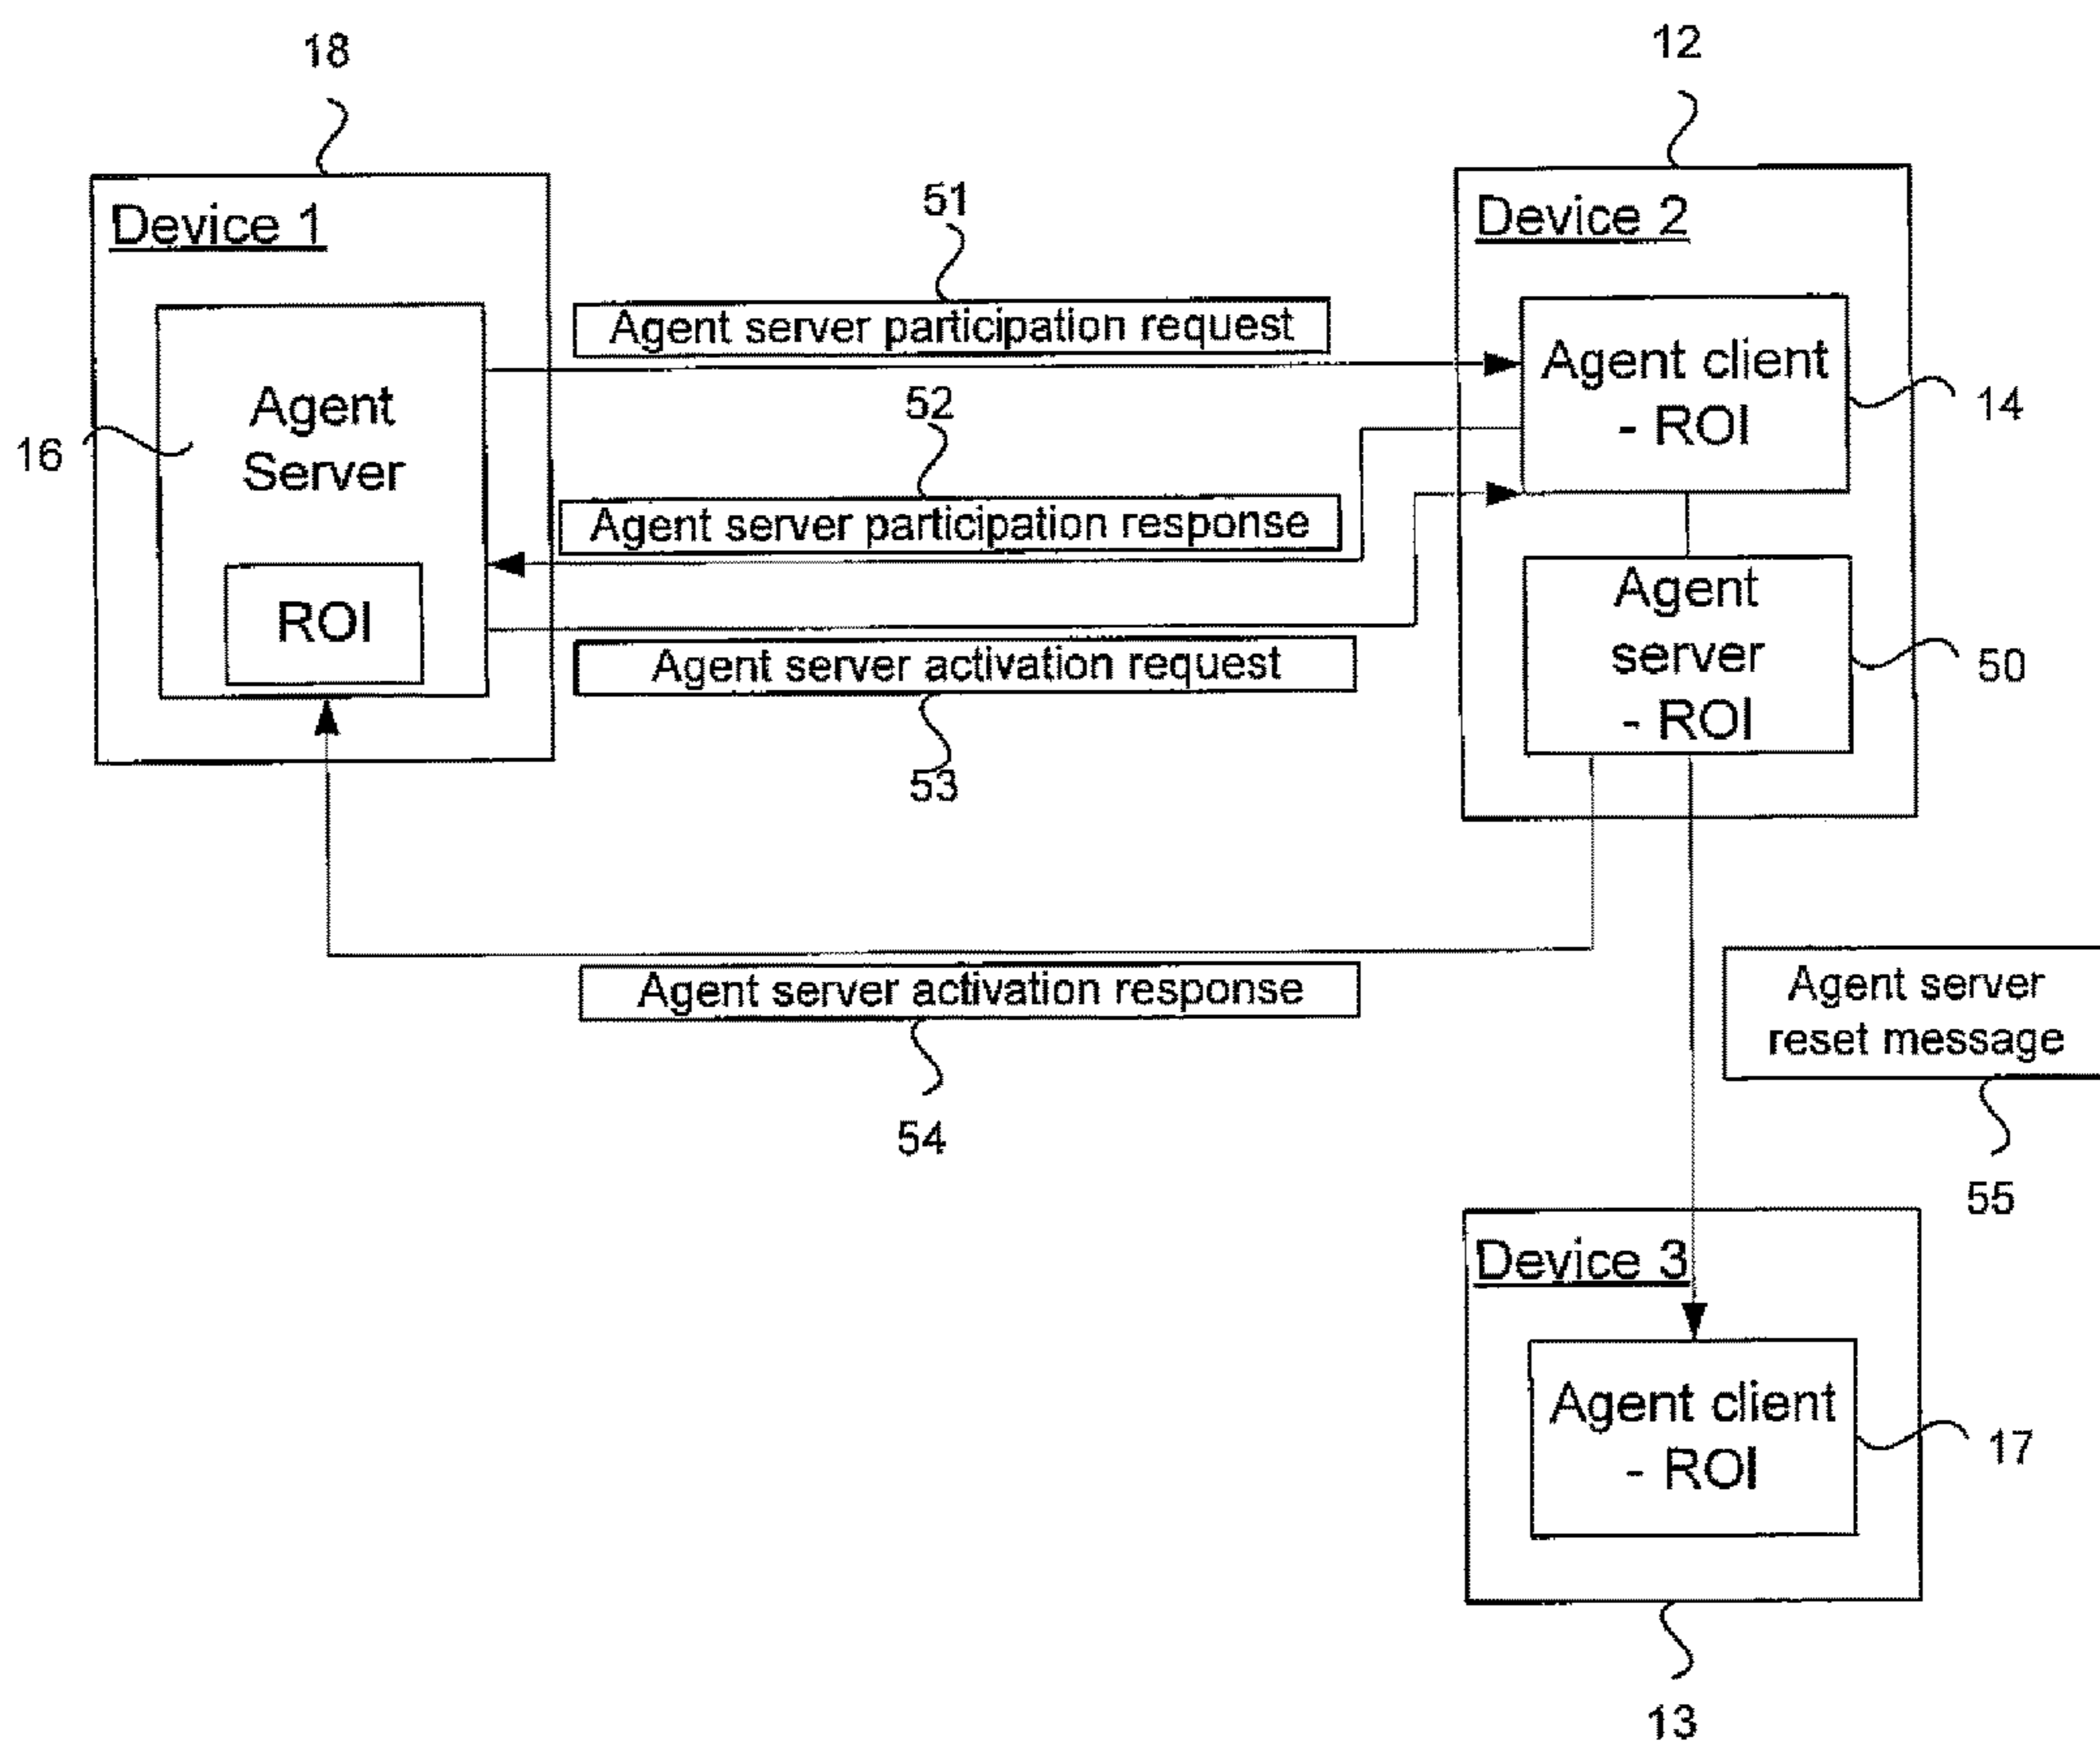 18
12
Device 1
51
Device 2
Agent server participation request
Agent client
- ROI
14
52
16
Agent
Server
Agent server participation response
ROI
Agent
server
- ROI
50
Agent server activation request
53
Agent server activation response
54
Agent server
reset message
55
Device 3
Agent client
- ROI
17
13